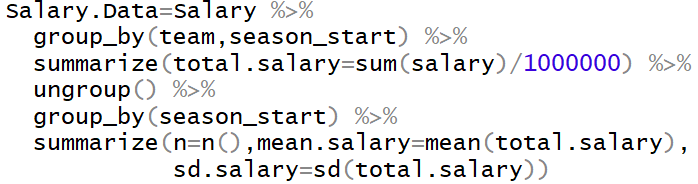 Salary.Data=Salary %>%
  group_by(team,season_start) %>%
  summarize(total.salary=sum(salary)/1000000) %>%
  ungroup() %>%
  group_by(season_start) %>%
  summarize(n=n(),mean.salary=mean(total.salary),
            sd.salary=sd(total.salary))